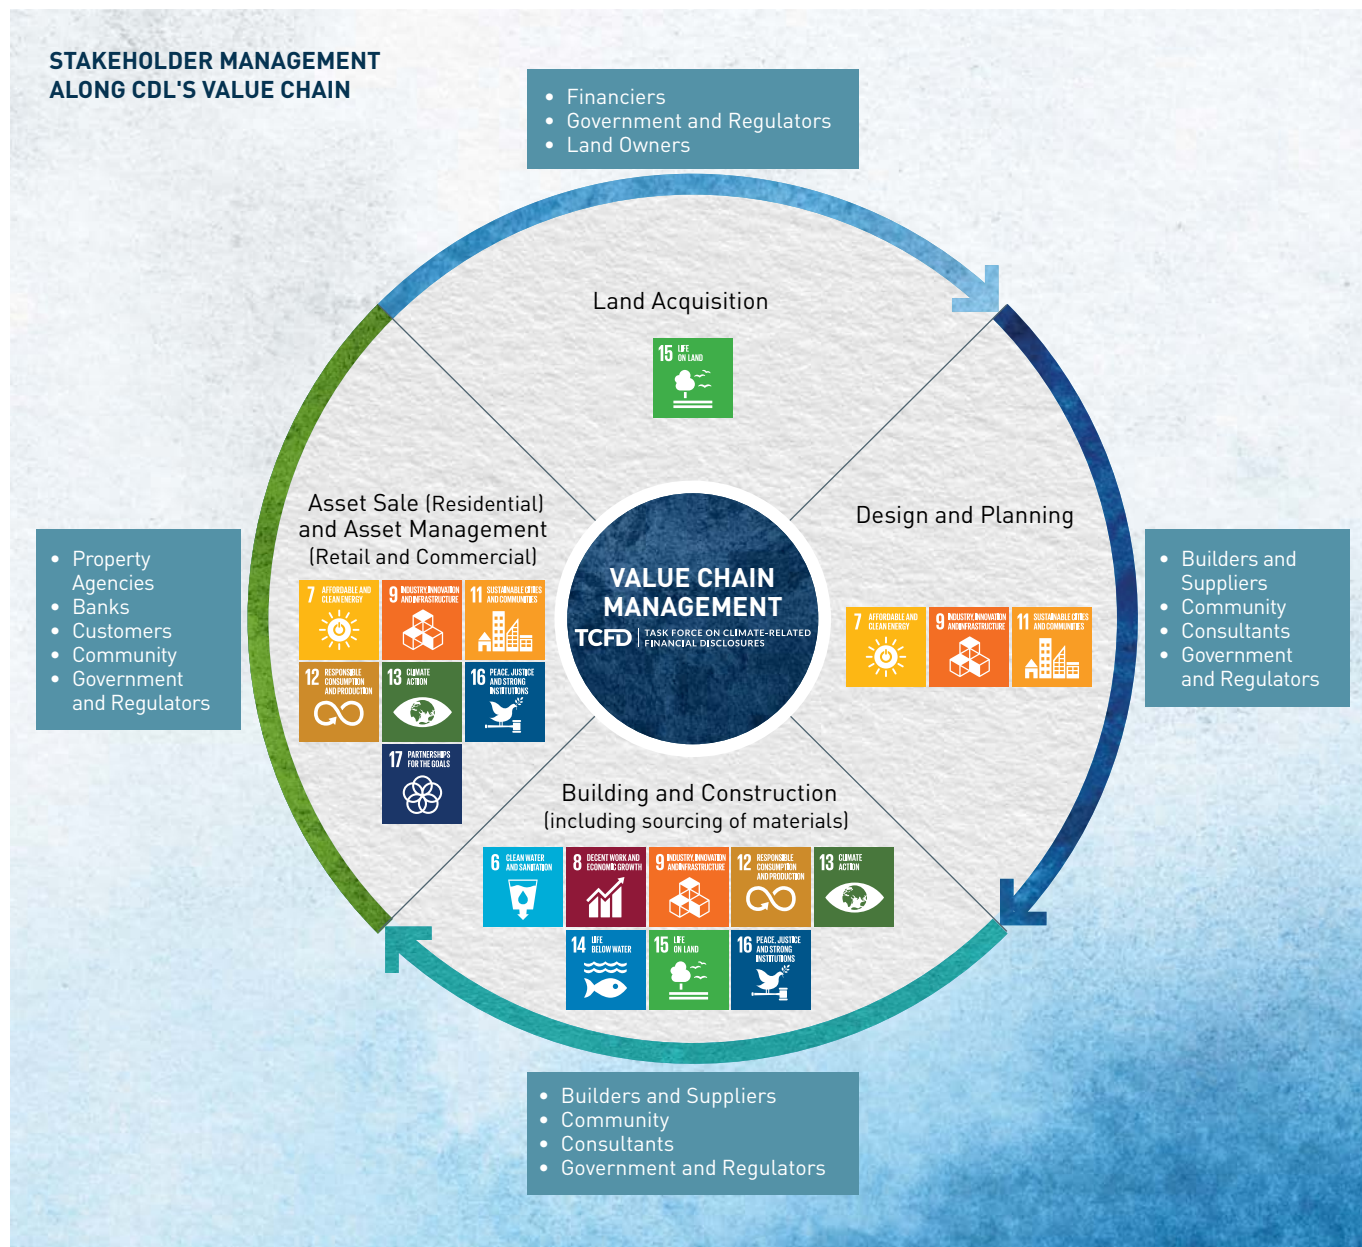 STAKEHOLDER MANAGEMENT
ALONG CDL'S VALUE CHAIN
• Financiers
• Government and Regulators
• Land Owners
Land Acquisition
15 LIFE
ON LAND
Design and Planning
7 AFFORDABLE AND
CLEAN ENERGY
9 INDUSTRY, INNOVATION
AND INFRASTRUCTURE
11 SUSTAINABLE CITIES
AND COMMUNITIES
• Builders and
Suppliers
• Community
• Consultants
• Government
and Regulators
VALUE CHAIN
MANAGEMENT
TCFD | TASK FORCE ON CLIMATE-RELATED
FINANCIAL DISCLOSURES
Building and Construction
(including sourcing of materials)
6 CLEAN WATER
AND SANITATION
8 DECENT WORK AND
ECONOMIC GROWTH
9 INDUSTRY, INNOVATION
AND INFRASTRUCTURE
12 RESPONSIBLE
CONSUMPTION
AND PRODUCTION
13 CLIMATE
ACTION
14 LIFE
BELOW WATER
15 LIFE
ON LAND
16 PEACE, JUSTICE
AND STRONG
INSTITUTIONS
• Builders and Suppliers
• Community
• Consultants
• Government and Regulators
Asset Sale (Residential)
and Asset Management
(Retail and Commercial)
7 AFFORDABLE AND
CLEAN ENERGY
9 INDUSTRY, INNOVATION
AND INFRASTRUCTURE
11 SUSTAINABLE CITIES
AND COMMUNITIES
12 RESPONSIBLE
CONSUMPTION
AND PRODUCTION
13 CLIMATE
ACTION
16 PEACE, JUSTICE
AND STRONG
INSTITUTIONS
17 PARTNERSHIPS
FOR THE GOALS
• Property
Agencies
• Banks
• Customers
• Community
• Government
and Regulators